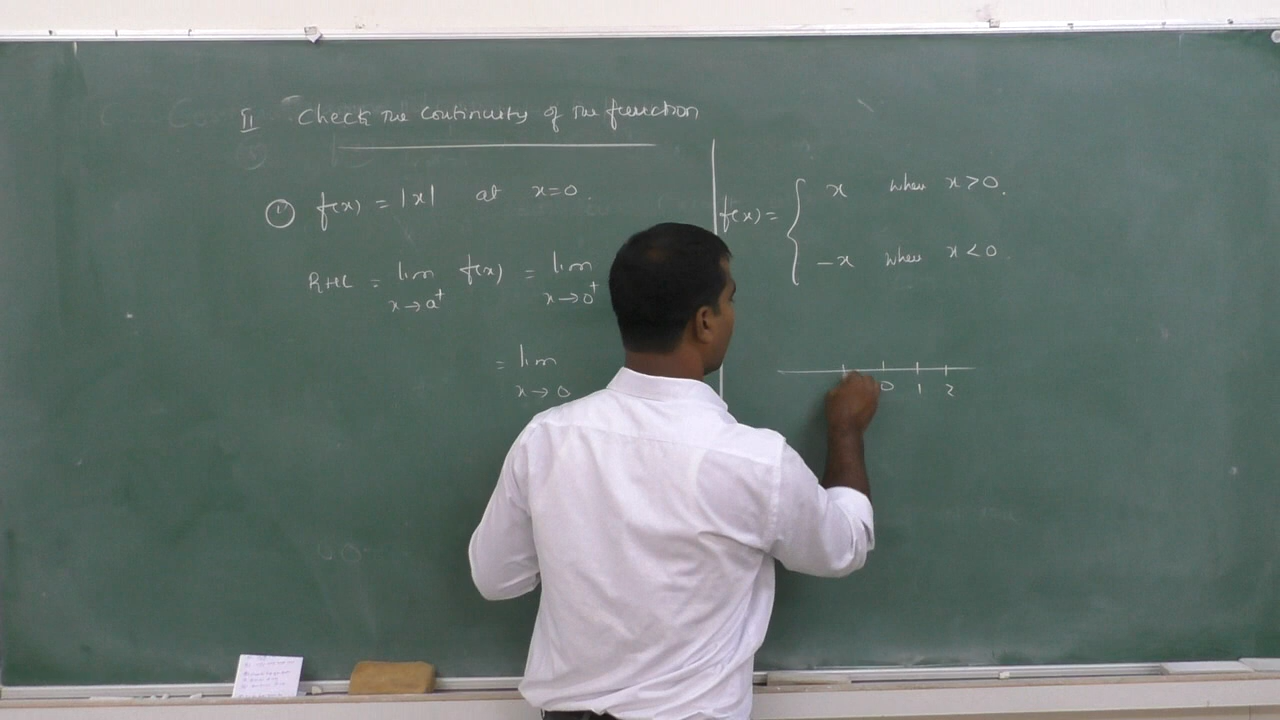 II Check the continuity of the function
① f(x) = |x| at x=0.
RHL = lim x→a⁺ f(x) = lim x→0⁺
= lim x→0
f(x) = { x when x>0.
-x when x<0.
0 1 2